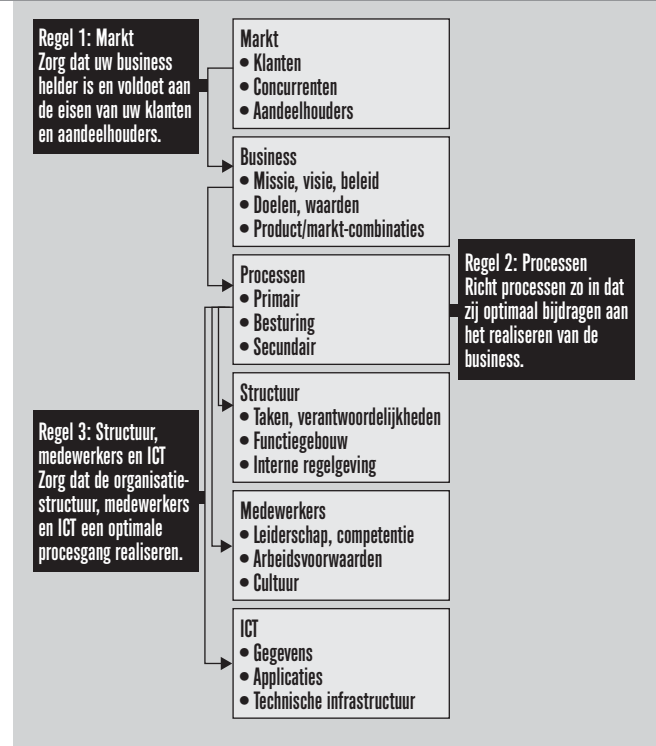 Regel 1: Markt
Zorg dat uw business
helder is en voldoet aan
de eisen van uw klanten
en aandeelhouders.
Markt
• Klanten
• Concurrenten
• Aandeelhouders
Business
• Missie, visie, beleid
• Doelen, waarden
• Product/markt-combinaties
Processen
• Primair
• Besturing
• Secundair
Regel 2: Processen
Richt processen zo in dat
zij optimaal bijdragen aan
het realiseren van de
business.
Structuur
• Taken, verantwoordelijkheden
• Functiegebouw
• Interne regelgeving
Regel 3: Structuur,
medewerkers en ICT
Zorg dat de organisatie-
structuur, medewerkers
en ICT een optimale
procesgang realiseren.
Medewerkers
• Leiderschap, competentie
• Arbeidsvoorwaarden
• Cultuur
ICT
• Gegevens
• Applicaties
• Technische infrastructuur